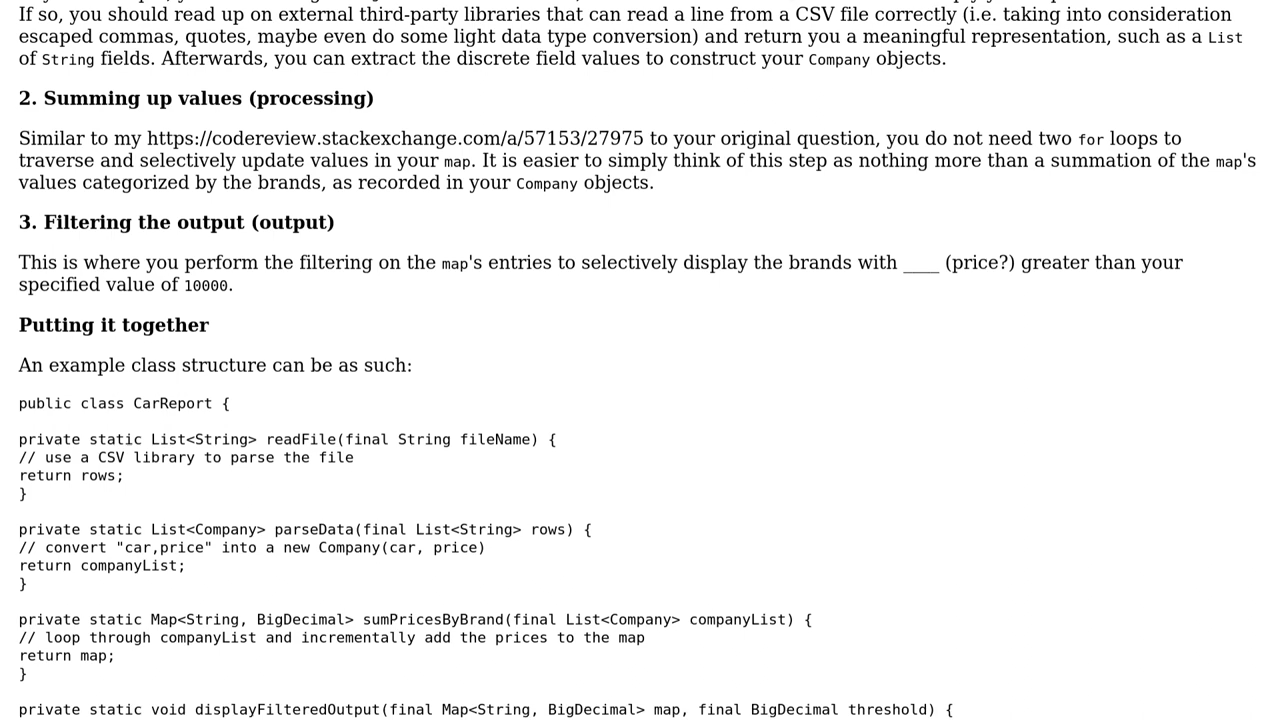 If so, you should read up on external third-party libraries that can read a line from a CSV file correctly (i.e. taking into consideration
escaped commas, quotes, maybe even do some light data type conversion) and return you a meaningful representation, such as a List
of String fields. Afterwards, you can extract the discrete field values to construct your Company objects.
2. Summing up values (processing)
Similar to my https://codereview.stackexchange.com/a/57153/27975 to your original question, you do not need two for loops to
traverse and selectively update values in your map. It is easier to simply think of this step as nothing more than a summation of the map's
values categorized by the brands, as recorded in your Company objects.
3. Filtering the output (output)
This is where you perform the filtering on the map's entries to selectively display the brands with ____ (price?) greater than your
specified value of 10000.
Putting it together
An example class structure can be as such:
public class CarReport {
private static List<String> readFile(final String fileName) {
// use a CSV library to parse the file
return rows;
}
private static List<Company> parseData(final List<String> rows) {
// convert "car,price" into a new Company(car, price)
return companyList;
}
private static Map<String, BigDecimal> sumPricesByBrand(final List<Company> companyList) {
// loop through companyList and incrementally add the prices to the map
return map;
}
private static void displayFilteredOutput(final Map<String, BigDecimal> map, final BigDecimal threshold) {